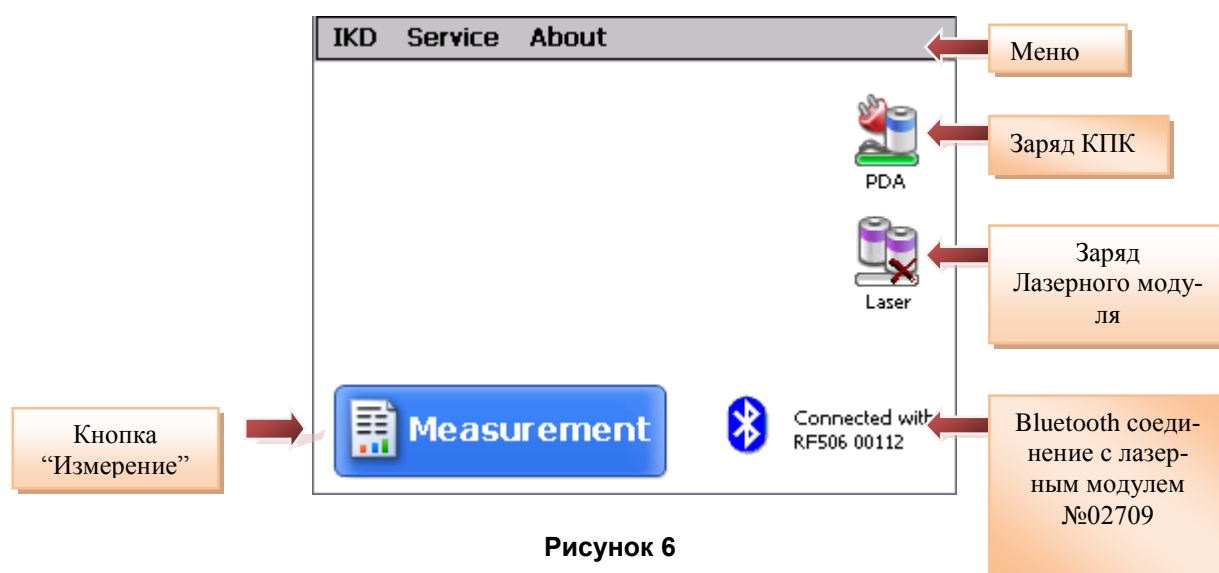 IKD Service About
Меню
Заряд КПК
PDA
Заряд
Лазерного моду-
ля
Laser
Кнопка
“Измерение”
Measurement
Connected with
RF506 00112
Bluetooth соеди-
нение с лазер-
ным модулем
№02709
Рисунок 6